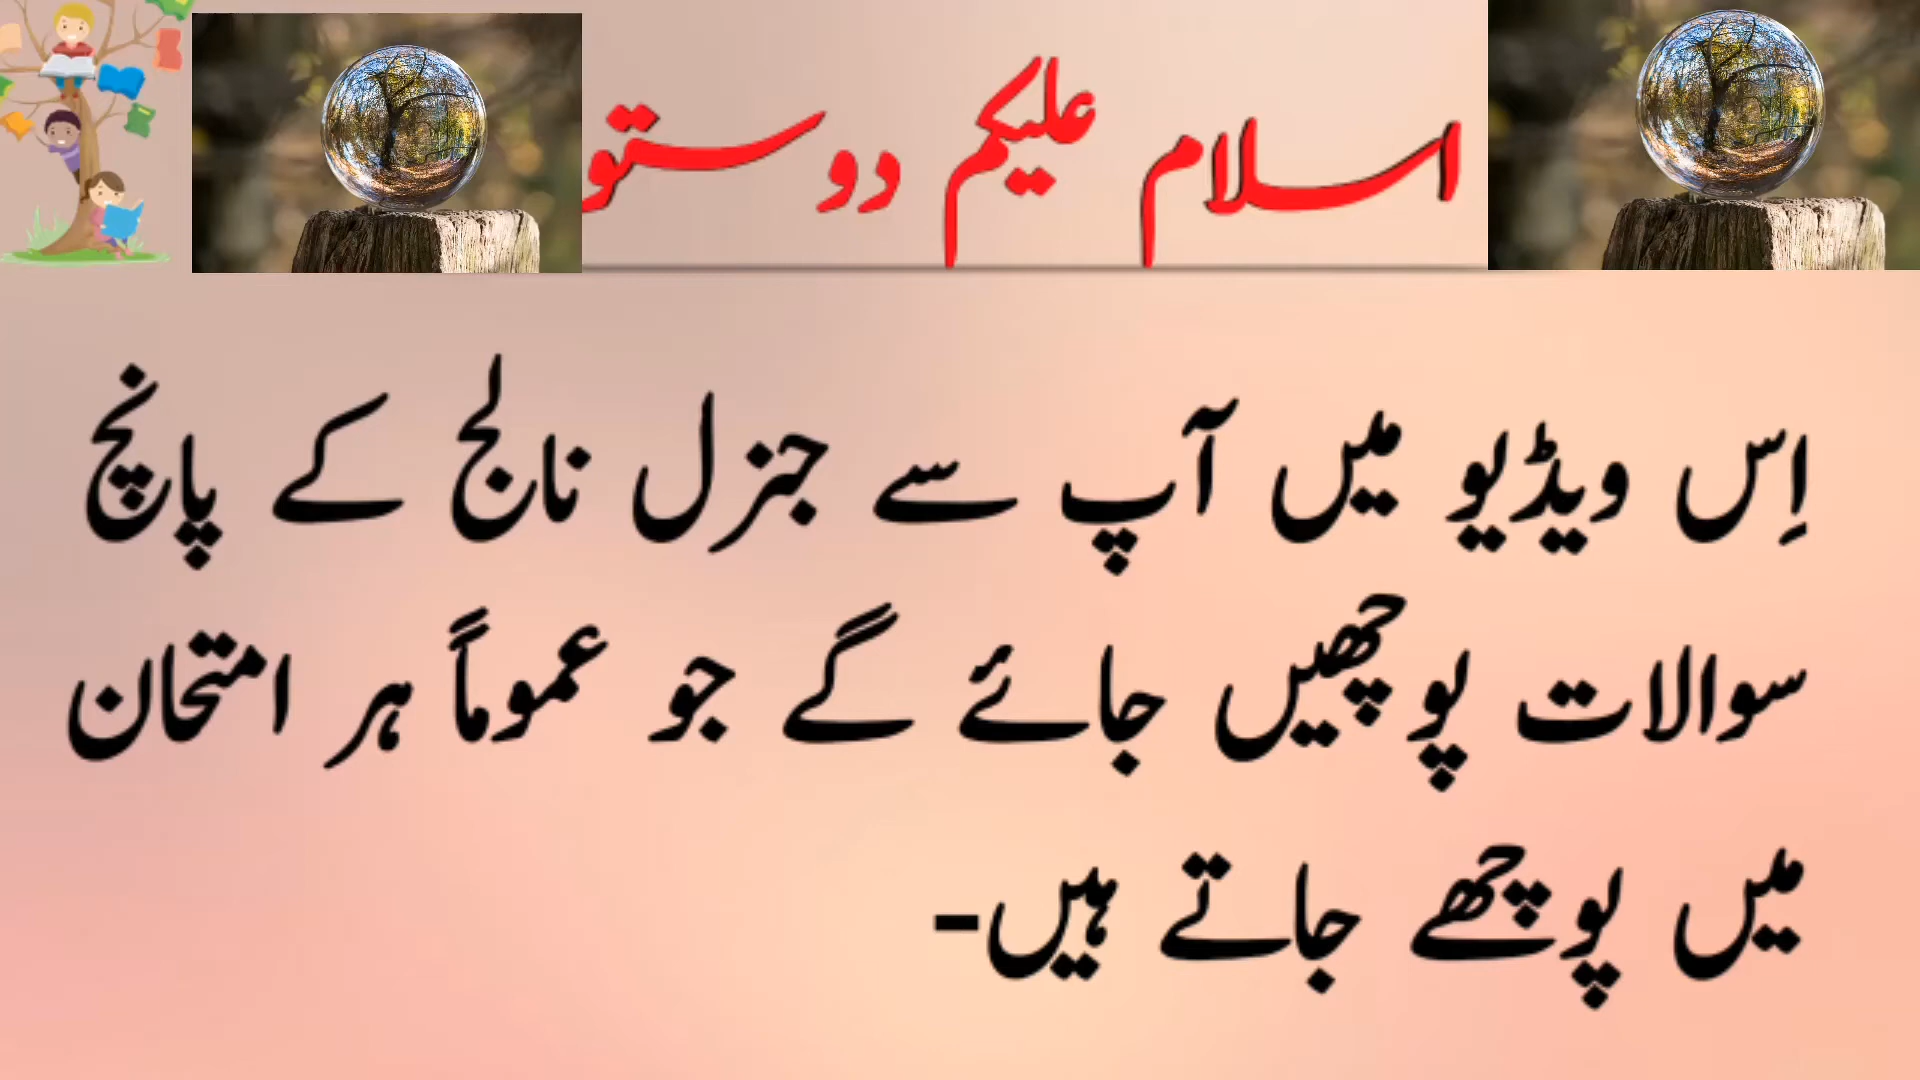 اسلام علیکم دوستو
اِس ویڈیو میں آپ سے جنرل نالج کے پانچ
سوالات پوچھیں جائے گے جو عموماً ہر امتحان
میں پوچھے جاتے ہیں-